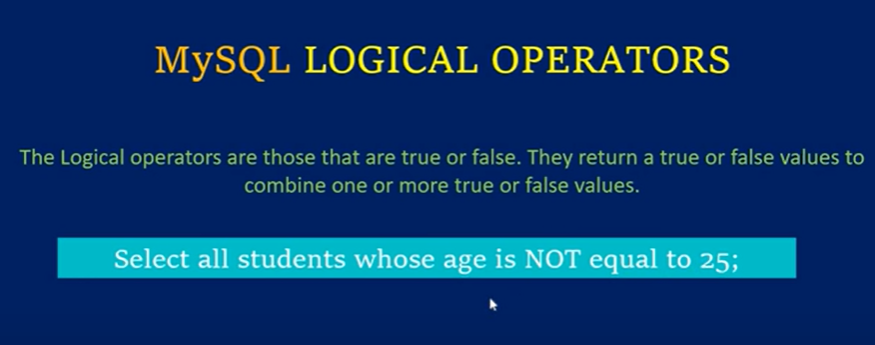 MySQL LOGICAL OPERATORS
The Logical operators are those that are true or false. They return a true or false values to
combine one or more true or false values.
Select all students whose age is NOT equal to 25;